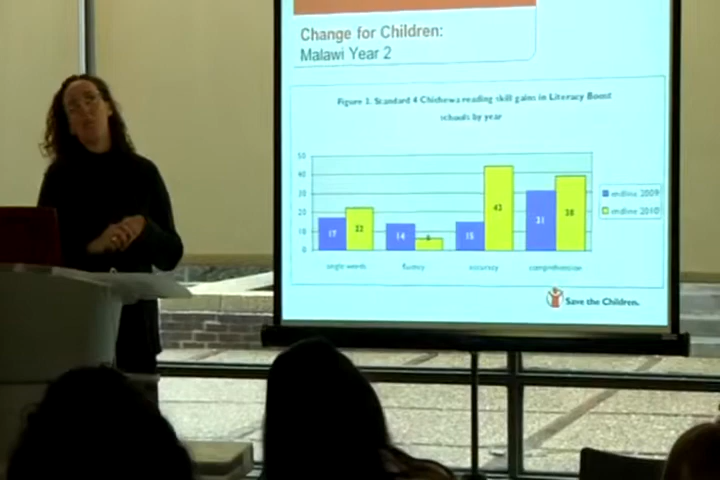 Change for Children:
Malawi Year 2
Figure 3. Standard 4 Chichewa reading skill gains in Literacy Boost
schools by year
50
40
30
20
10
0
17
22
14
6
15
42
31
38
single words
fluency
accuracy
comprehension
endline 2009
endline 2010
Save the Children.